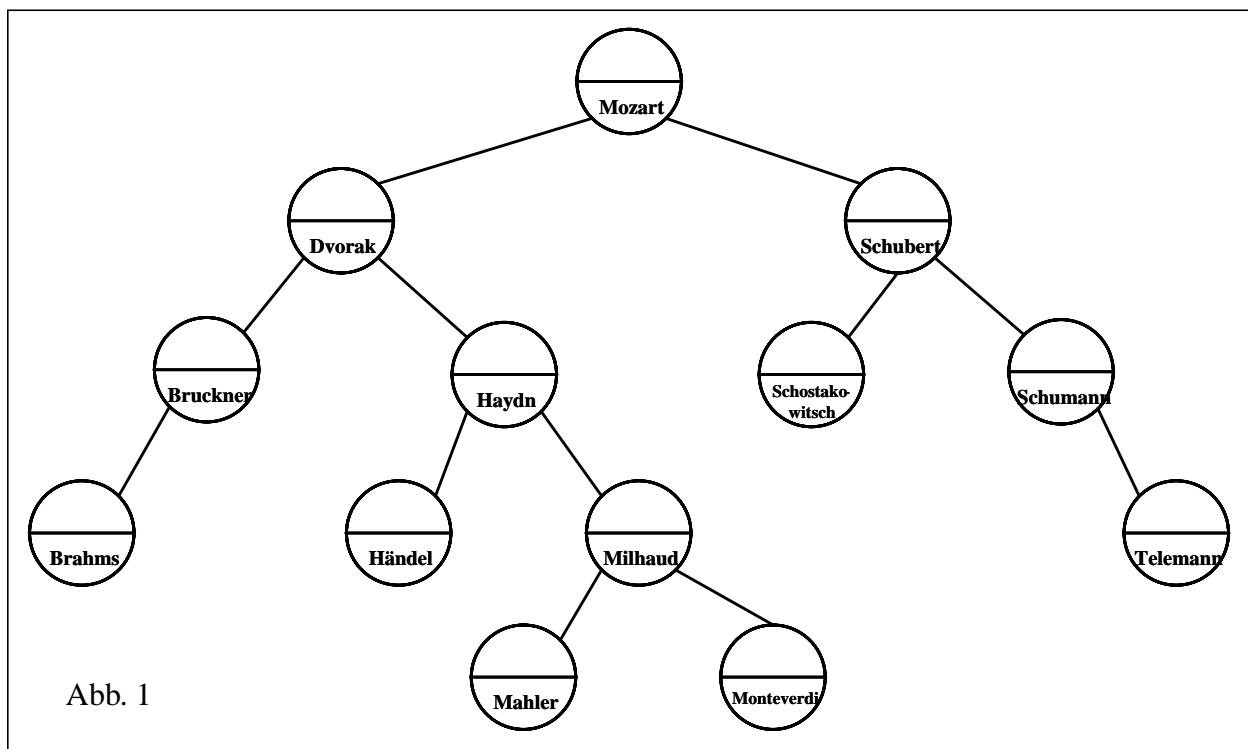 Mozart
Dvorak
Schubert
Bruckner
Haydn
Schostako-
witsch
Schumann
Brahms
Händel
Milhaud
Telemann
Mahler
Monteverdi
Abb. 1